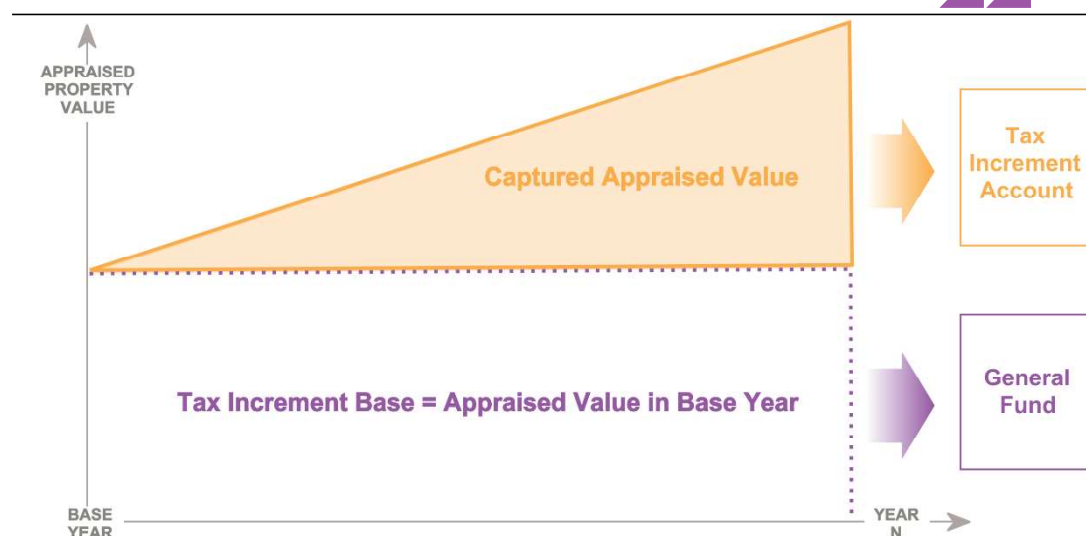 APPRAISED
PROPERTY
VALUE
Captured Appraised Value
Tax
Increment
Account
Tax Increment Base = Appraised Value in Base Year
General
Fund
BASE
YEAR
YEAR
N